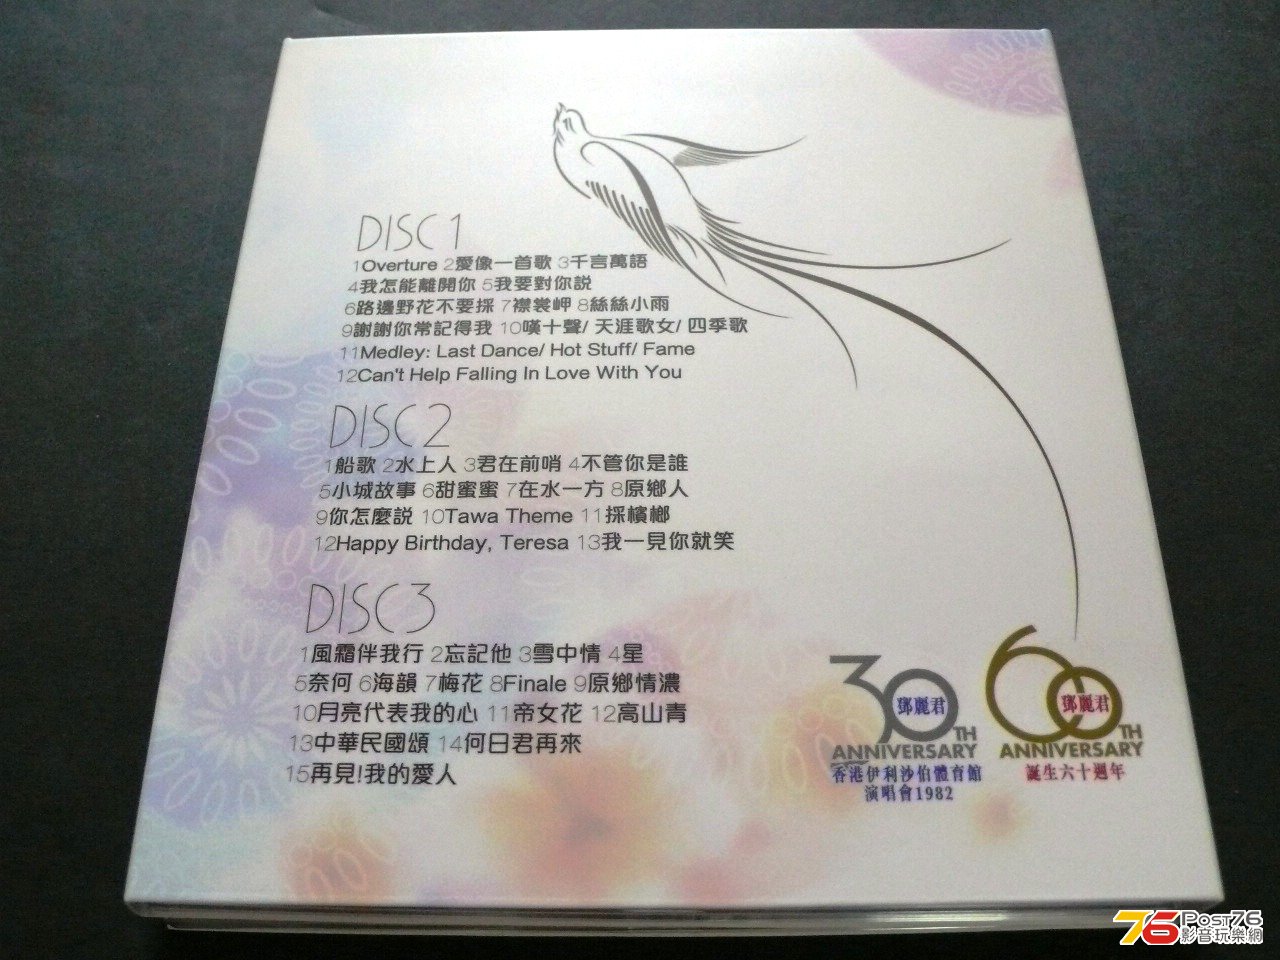 DISC 1
1Overture 2愛像一首歌 3千言萬語
4我怎能離開你 5我要對你説
6路邊野花不要採 7襟裳岬 8絲絲小雨
9謝謝你常記得我 10嘆十聲/ 天涯歌女/ 四季歌
11Medley: Last Dance/ Hot Stuff/ Fame
12Can't Help Falling In Love With You
DISC 2
1船歌 2水上人 3君在前哨 4不管你是誰
5小城故事 6甜蜜蜜 7在水一方 8原鄉人
9你怎麼説 10Tawa Theme 11採檳榔
12Happy Birthday, Teresa 13我一見你就笑
DISC 3
1風霜伴我行 2忘記他 3雪中情 4星
5奈何 6海韻 7梅花 8Finale 9原鄉情濃
10月亮代表我的心 11帝女花 12高山青
13中華民國頌 14何日君再來
15再見!我的愛人
30TH
鄧麗君
ANNIVERSARY
香港伊利沙伯體育館
演唱會1982
60TH
鄧麗君
ANNIVERSARY
誕生六十週年
76 Post76
影音玩樂網